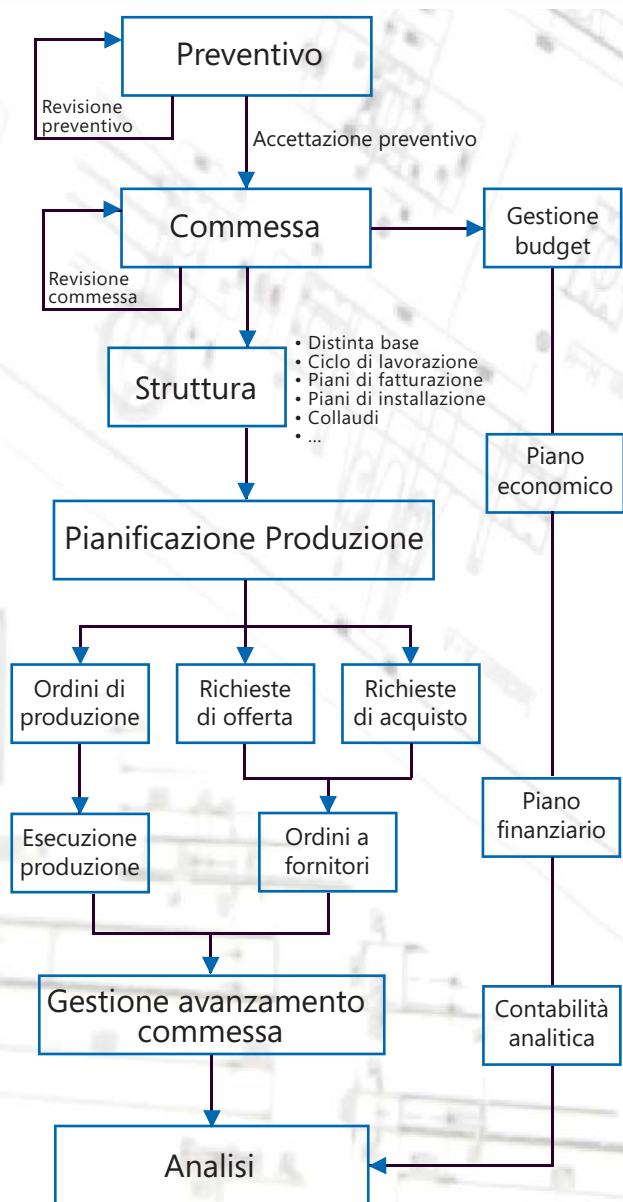 Preventivo
Revisione
preventivo
Accettazione preventivo
Commessa
Gestione
budget
Revisione
commessa
Struttura
• Distinta base
• Ciclo di lavorazione
• Piani di fatturazione
• Piani di installazione
• Collaudi
• ...
Piano
economico
Pianificazione Produzione
Ordini di
produzione
Richieste
di offerta
Richieste
di acquisto
Piano
finanziario
Esecuzione
produzione
Ordini a
fornitori
Gestione avanzamento
commessa
Contabilità
analitica
Analisi